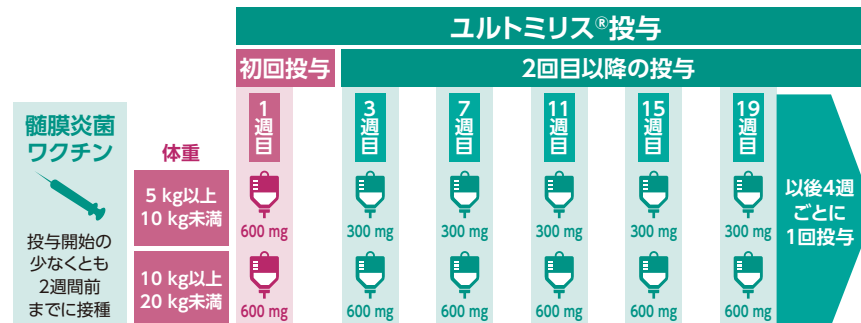 ユルトミリス®投与
初回投与
2回目以降の投与
髄膜炎菌
ワクチン
投与開始の
少なくとも
2週間前
までに接種
体重
1週目
3週目
7週目
11週目
15週目
19週目
5 kg以上
10 kg未満
600 mg
300 mg
300 mg
300 mg
300 mg
300 mg
10 kg以上
20 kg未満
600 mg
600 mg
600 mg
600 mg
600 mg
600 mg
以後4週
ごとに
1回投与